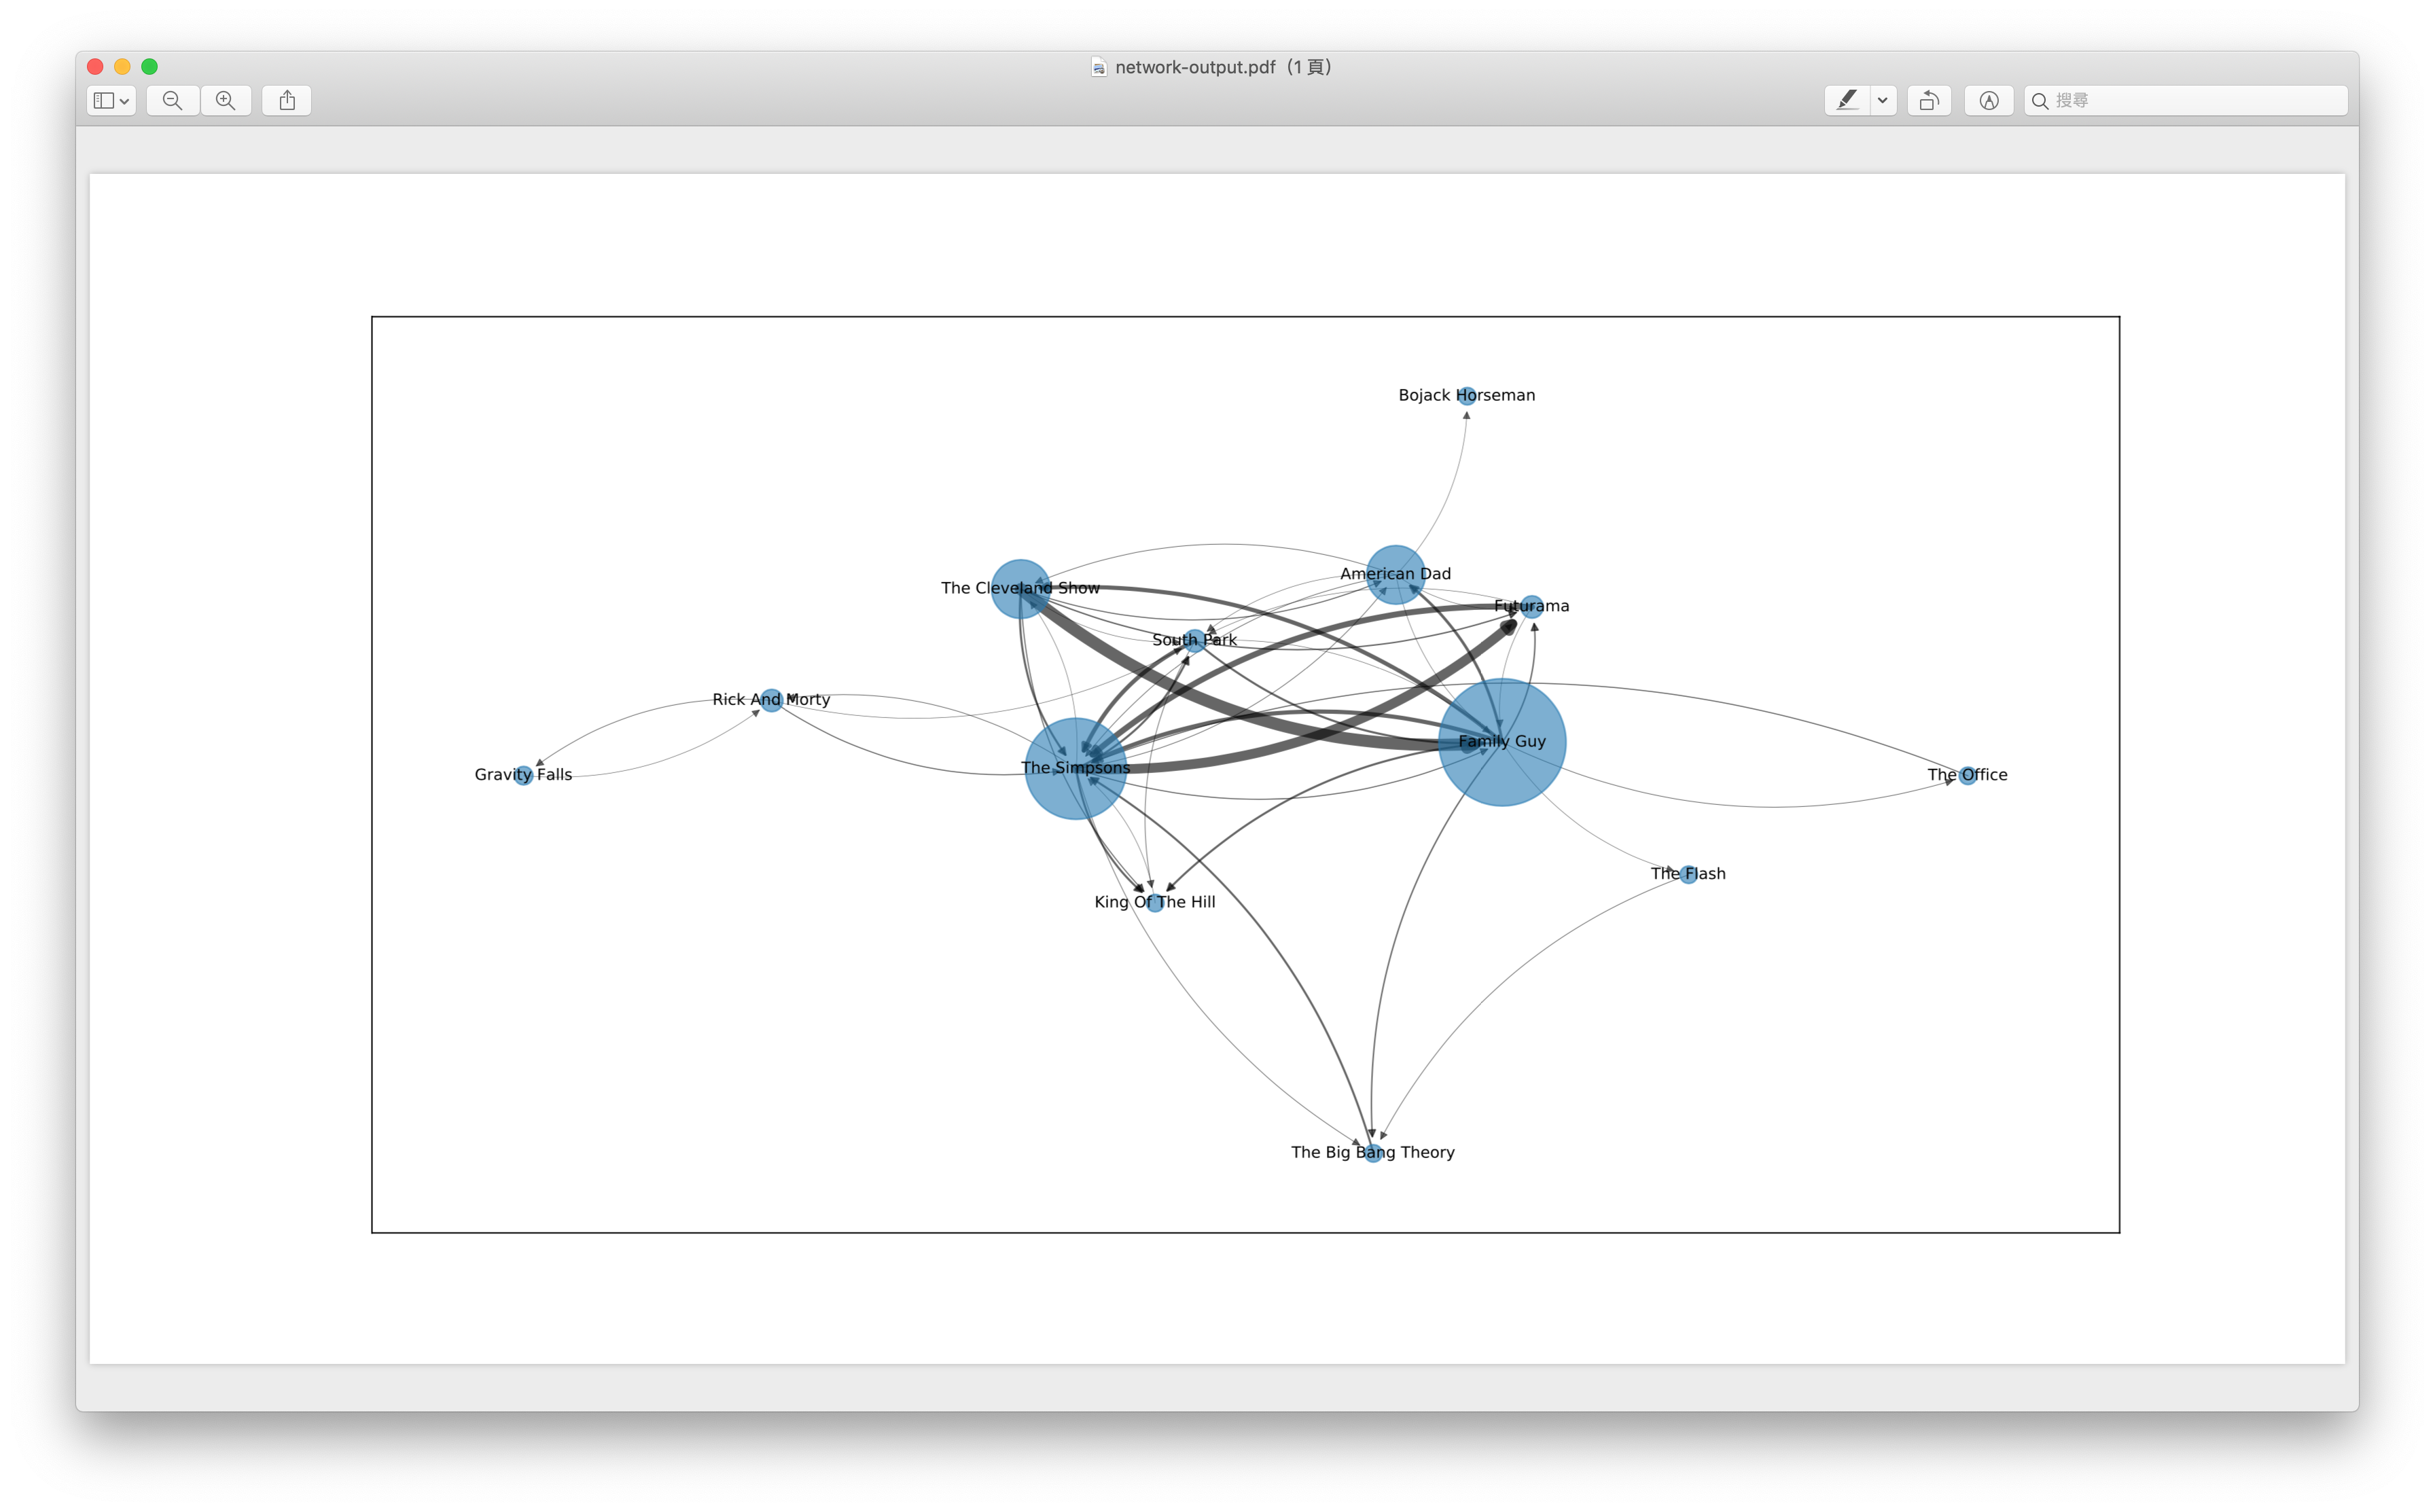 network-output.pdf（1 頁）
搜尋
Bojack Horseman
American Dad
The Cleveland Show
Futurama
South Park
Rick And Morty
Family Guy
The Simpsons
Gravity Falls
The Office
The Flash
King Of The Hill
The Big Bang Theory